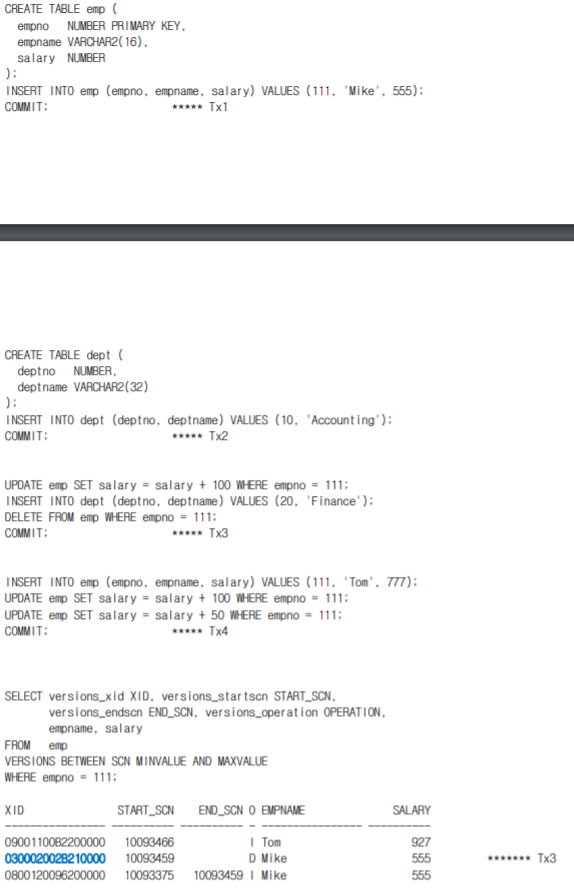 CREATE TABLE emp (
empno NUMBER PRIMARY KEY,
empname VARCHAR2(16),
salary NUMBER
);
INSERT INTO emp (empno, empname, salary) VALUES (111, 'Mike', 555);
COMMIT; ***** Tx1
CREATE TABLE dept (
deptno NUMBER,
deptname VARCHAR2(32)
);
INSERT INTO dept (deptno, deptname) VALUES (10, 'Accounting');
COMMIT; ***** Tx2
UPDATE emp SET salary = salary + 100 WHERE empno = 111;
INSERT INTO dept (deptno, deptname) VALUES (20, 'Finance');
DELETE FROM emp WHERE empno = 111;
COMMIT; ***** Tx3
INSERT INTO emp (empno, empname, salary) VALUES (111, 'Tom', 777);
UPDATE emp SET salary = salary + 100 WHERE empno = 111;
UPDATE emp SET salary = salary + 50 WHERE empno = 111;
COMMIT; ***** Tx4
SELECT versions_xid XID, versions_startscn START_SCN,
versions_endscn END_SCN, versions_operation OPERATION,
empname, salary
FROM emp
VERSIONS BETWEEN SCN MINVALUE AND MAXVALUE
WHERE empno = 111;
XID START_SCN END_SCN O EMPNAME SALARY
---------------- ---------- ---------- - ---------------- ----------
09001100B2200000 10093466 I Tom 927
030002002B210000 10093459 D Mike 555 ******* Tx3
0800120096200000 10093375 10093459 I Mike 555